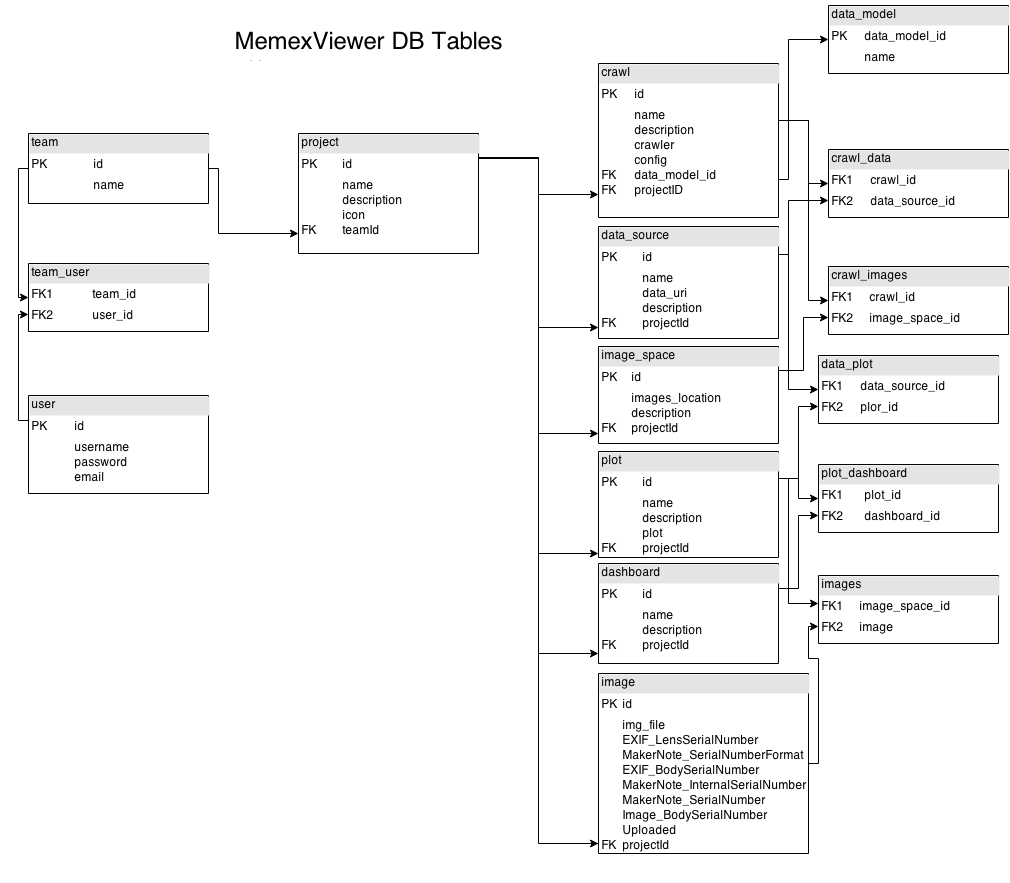 MemexViewer DB Tables
team
PK id
name
team_user
FK1 team_id
FK2 user_id
user
PK id
username
password
email
project
PK id
name
description
icon
FK teamId
crawl
PK id
name
description
crawler
config
FK data_model_id
FK projectID
data_source
PK id
name
data_uri
description
FK projectId
image_space
PK id
images_location
description
FK projectId
plot
PK id
name
description
plot
FK projectId
dashboard
PK id
name
description
FK projectId
image
PK id
img_file
EXIF_LensSerialNumber
MakerNote_SerialNumberFormat
EXIF_BodySerialNumber
MakerNote_InternalSerialNumber
MakerNote_SerialNumber
Image_BodySerialNumber
Uploaded
FK projectId
data_model
PK data_model_id
name
crawl_data
FK1 crawl_id
FK2 data_source_id
crawl_images
FK1 crawl_id
FK2 image_space_id
data_plot
FK1 data_source_id
FK2 plor_id
plot_dashboard
FK1 plot_id
FK2 dashboard_id
images
FK1 image_space_id
FK2 image